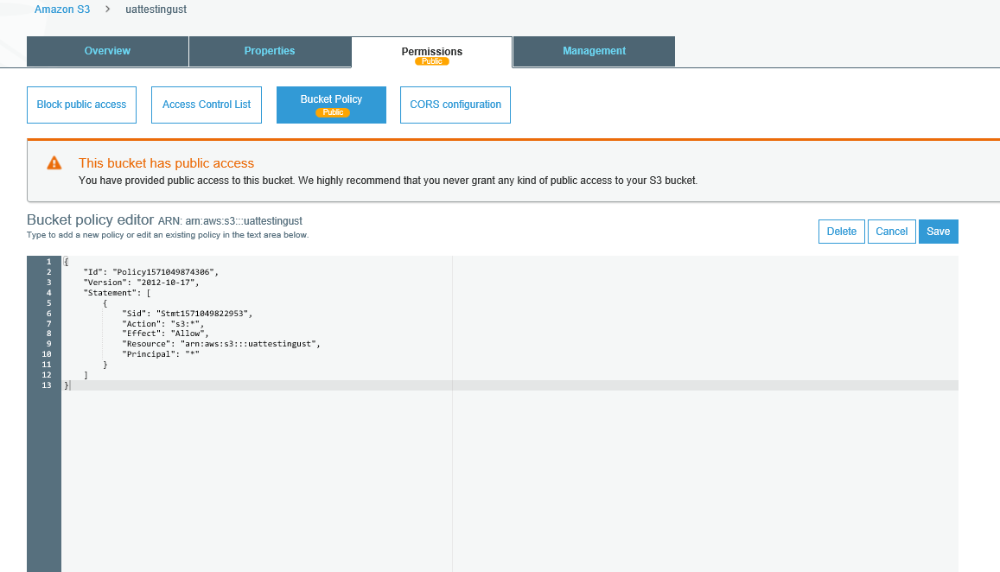 Amazon S3 > uattestingust
Overview Properties Permissions Management
Public
Block public access Access Control List Bucket Policy CORS configuration
Public
This bucket has public access
You have provided public access to this bucket. We highly recommend that you never grant any kind of public access to your S3 bucket.
Bucket policy editor ARN: arn:aws:s3:::uattestingust
Type to add a new policy or edit an existing policy in the text area below.
Delete Cancel Save
1 {
2 "Id": "Policy1571049874306",
3 "Version": "2012-10-17",
4 "Statement": [
5 {
6 "Sid": "Stmt1571049822953",
7 "Action": "s3:*",
8 "Effect": "Allow",
9 "Resource": "arn:aws:s3:::uattestingust",
10 "Principal": "*"
11 }
12 ]
13 }